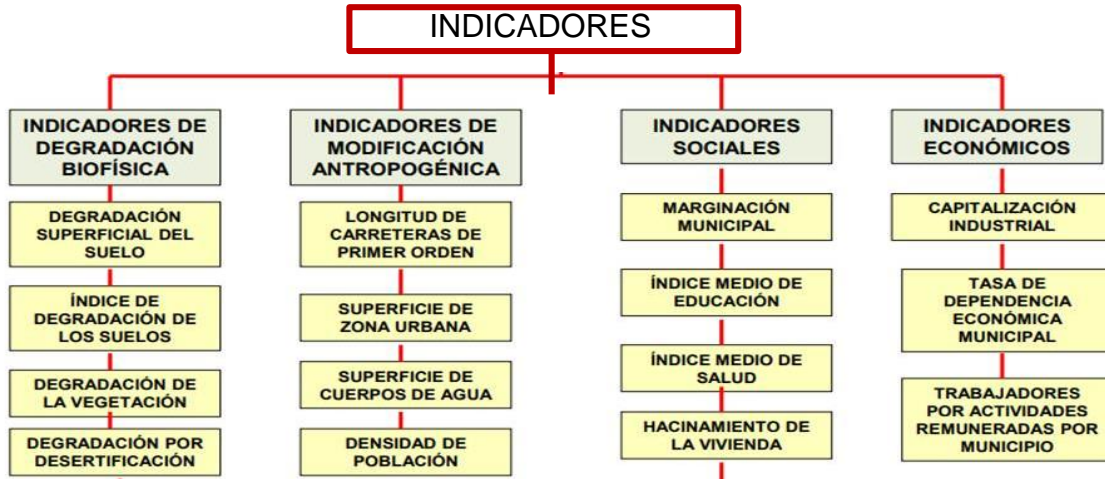 INDICADORES
INDICADORES DE
DEGRADACIÓN
BIOFÍSICA
DEGRADACIÓN
SUPERFICIAL DEL
SUELO
ÍNDICE DE
DEGRADACIÓN DE
LOS SUELOS
DEGRADACIÓN DE
LA VEGETACIÓN
DEGRADACIÓN POR
DESERTIFICACIÓN
INDICADORES DE
MODIFICACIÓN
ANTROPOGÉNICA
LONGITUD DE
CARRETERAS DE
PRIMER ORDEN
SUPERFICIE DE
ZONA URBANA
SUPERFICIE DE
CUERPOS DE AGUA
DENSIDAD DE
POBLACIÓN
INDICADORES
SOCIALES
MARGINACIÓN
MUNICIPAL
ÍNDICE MEDIO DE
EDUCACIÓN
ÍNDICE MEDIO DE
SALUD
HACINAMIENTO DE
LA VIVIENDA
INDICADORES
ECONÓMICOS
CAPITALIZACIÓN
INDUSTRIAL
TASA DE
DEPENDENCIA
ECONÓMICA
MUNICIPAL
TRABAJADORES
POR ACTIVIDADES
REMUNERADAS POR
MUNICIPIO